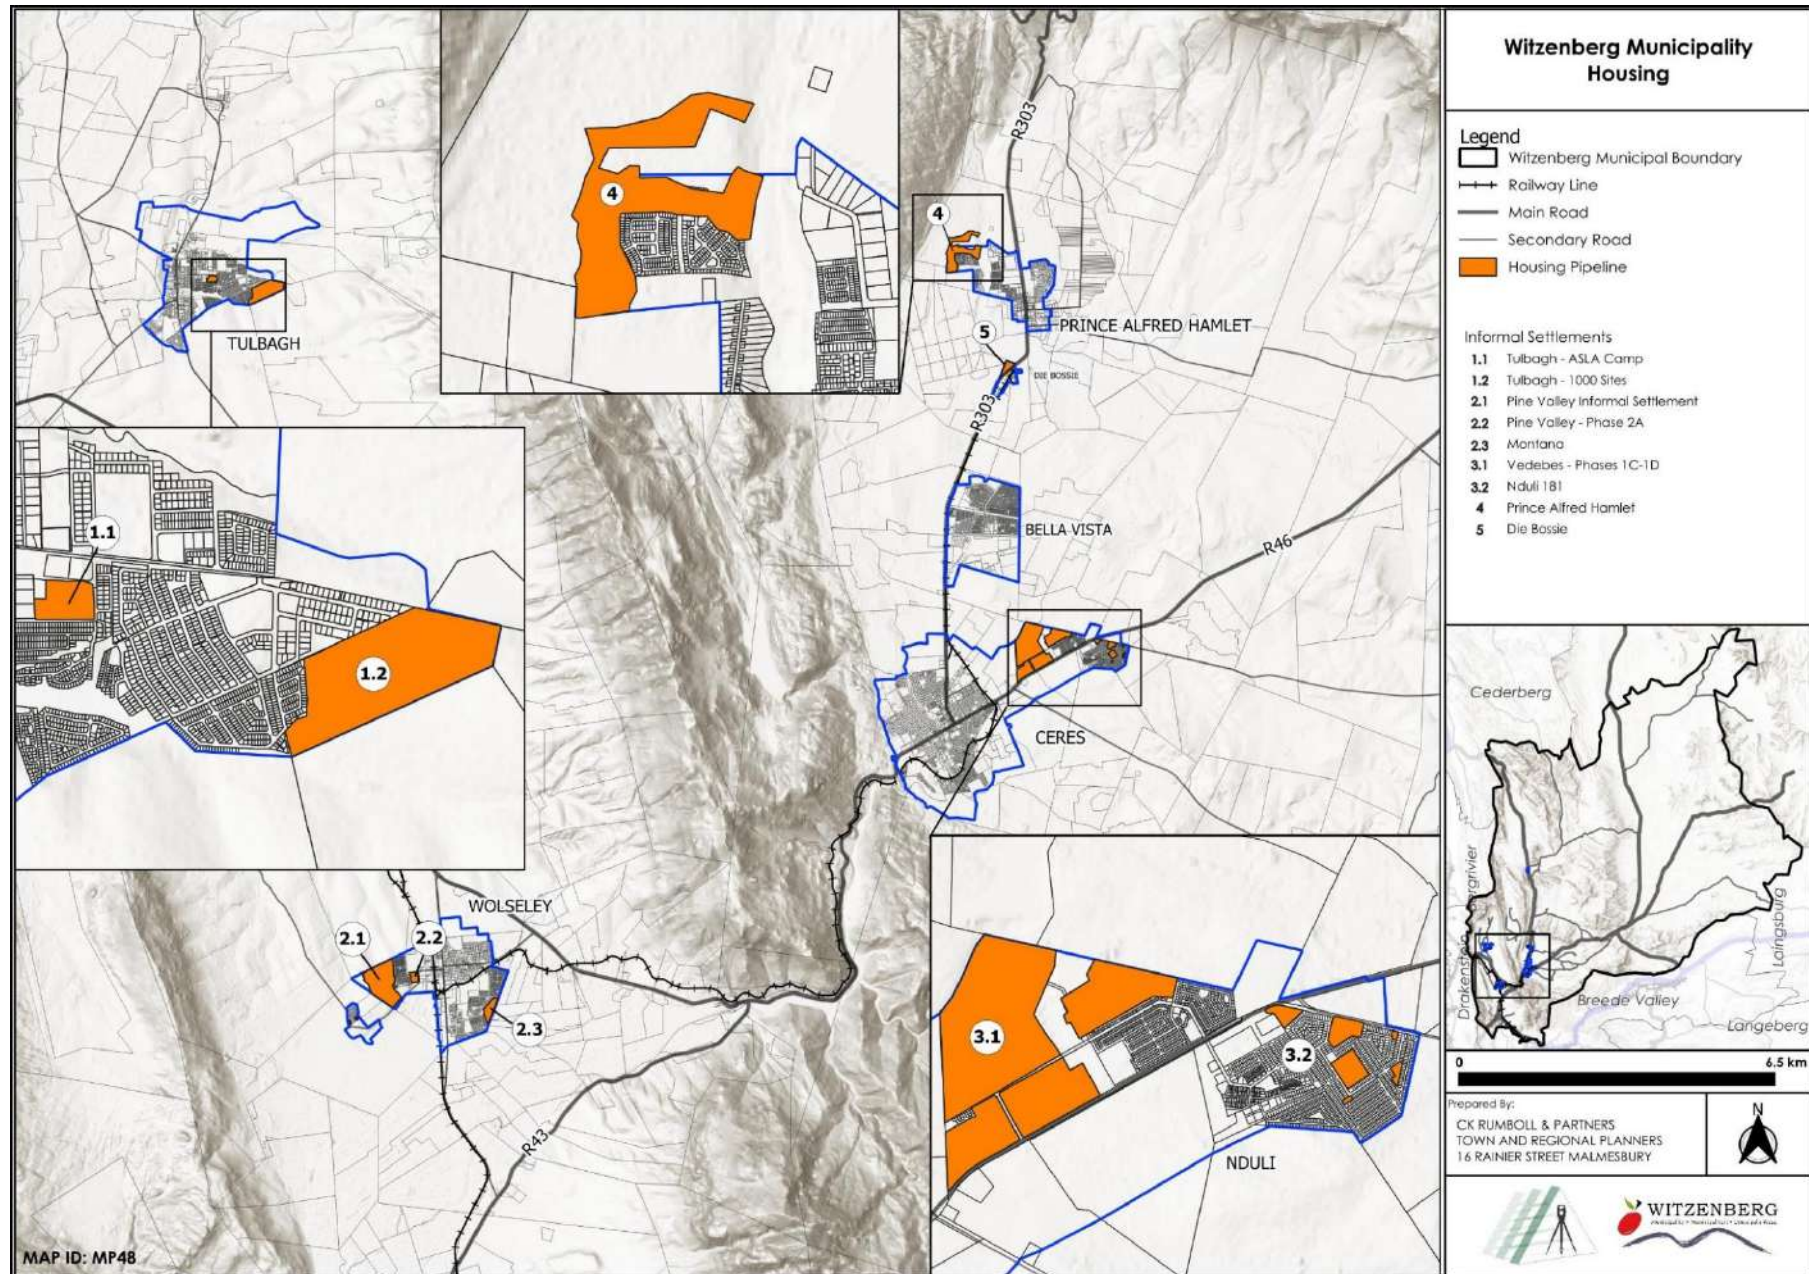 Witzenberg Municipality
Housing
Legend
Witzenberg Municipal Boundary
Railway Line
Main Road
Secondary Road
Housing Pipeline
Informal Settlements
1.1 Tulbagh - ASLA Camp
1.2 Tulbagh - 1000 Sites
2.1 Pine Valley Informal Settlement
2.2 Pine Valley - Phase 2A
2.3 Montana
3.1 Vedebes - Phases 1C-1D
3.2 Nduli 181
4 Prince Alfred Hamlet
5 Die Bossie
4
R303
4
TULBAGH
PRINCE ALFRED HAMLET
5
DIE BOSSIE
R303
1.1
1.2
BELLA VISTA
R46
CERES
WOLSELEY
2.1
2.2
2.3
R43
3.1
3.2
NDULI
Cederberg
Drakenstein
Laingsburg
Breede Valley
Langeberg
0 6.5 km
Prepared By:
CK RUMBOLL & PARTNERS
TOWN AND REGIONAL PLANNERS
16 RAINIER STREET MALMESBURY
N
WITZENBERG
MAP ID: MP48